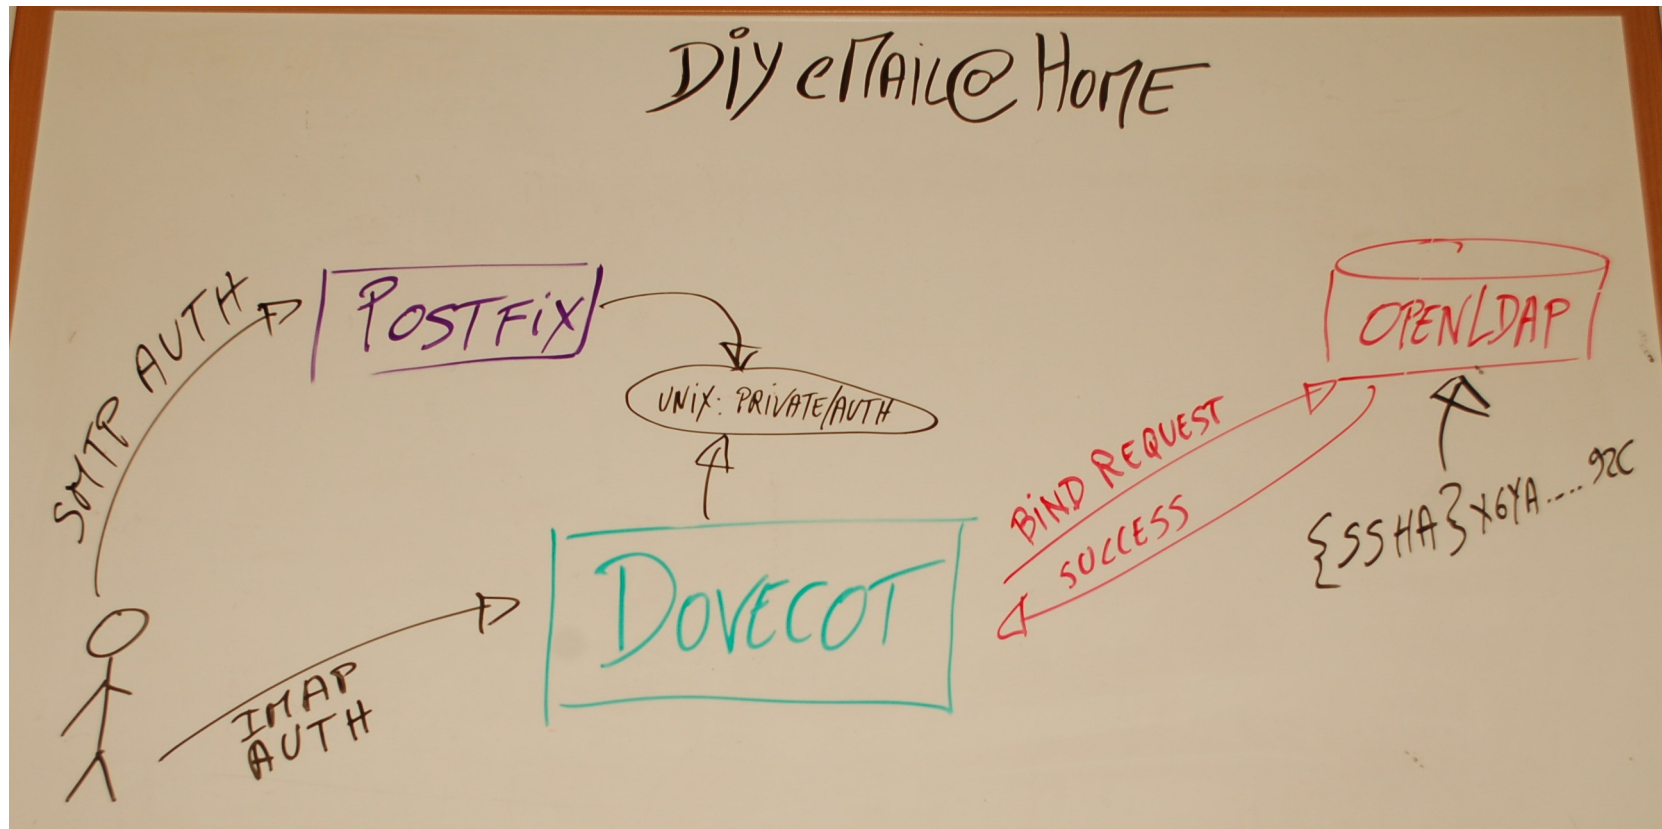 DiY eMAIL@HOME
SMTP AUTH
POSTFiX
UNiX: PRiVATE/AUTH
OPENLDAP
BiND REQUEST
SUCCESS
{SSHA}X6YA....92C
DOVECOT
IMAP
AUTH